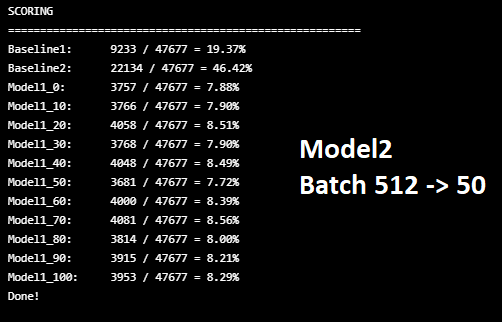 SCORING
=======================================================
Baseline1: 9233 / 47677 = 19.37%
Baseline2: 22134 / 47677 = 46.42%
Model1_0: 3757 / 47677 = 7.88%
Model1_10: 3766 / 47677 = 7.90%
Model1_20: 4058 / 47677 = 8.51%
Model1_30: 3768 / 47677 = 7.90%
Model1_40: 4048 / 47677 = 8.49%
Model1_50: 3681 / 47677 = 7.72%
Model1_60: 4000 / 47677 = 8.39%
Model1_70: 4081 / 47677 = 8.56%
Model1_80: 3814 / 47677 = 8.00%
Model1_90: 3915 / 47677 = 8.21%
Model1_100: 3953 / 47677 = 8.29%
Done!
Model2
Batch 512 -> 50